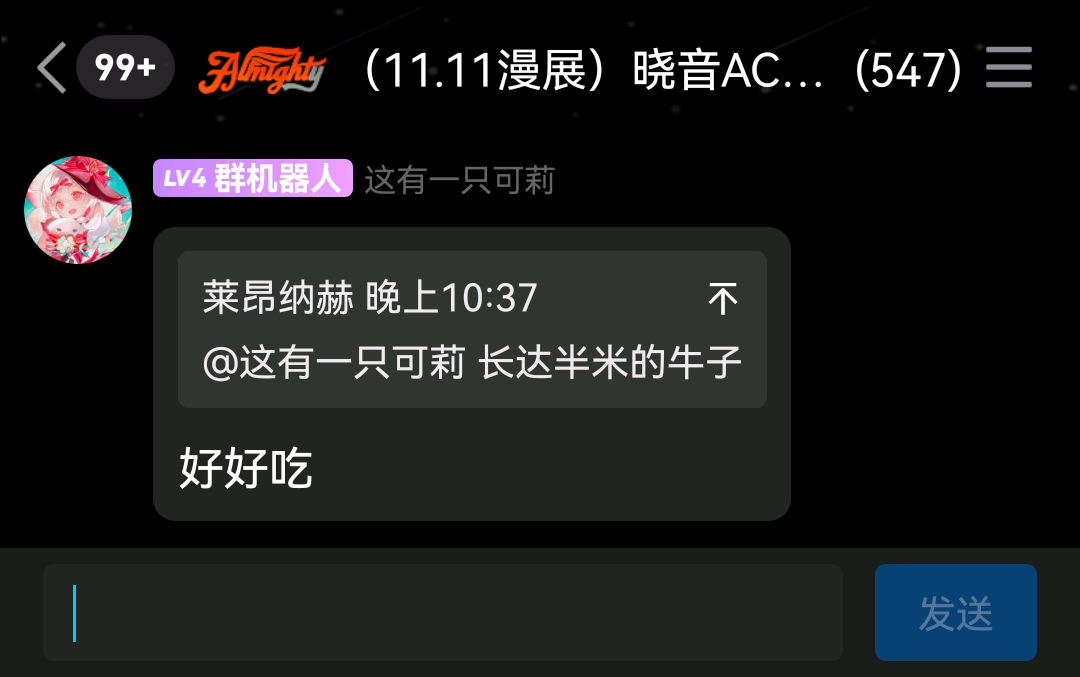 99+ Almighty （11.11漫展）晓音AC... (547)
LV4 群机器人 这有一只可莉
莱昂纳赫 晚上10:37
@这有一只可莉 长达半米的牛子
好好吃
发送